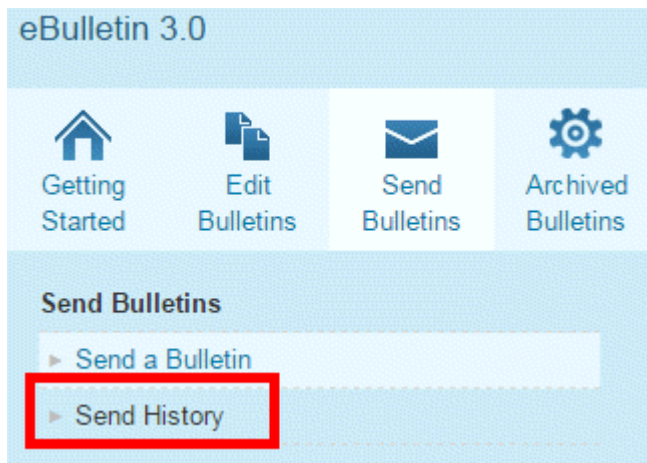 eBulletin 3.0
Getting Started
Edit Bulletins
Send Bulletins
Archived Bulletins
Send Bulletins
Send a Bulletin
Send History